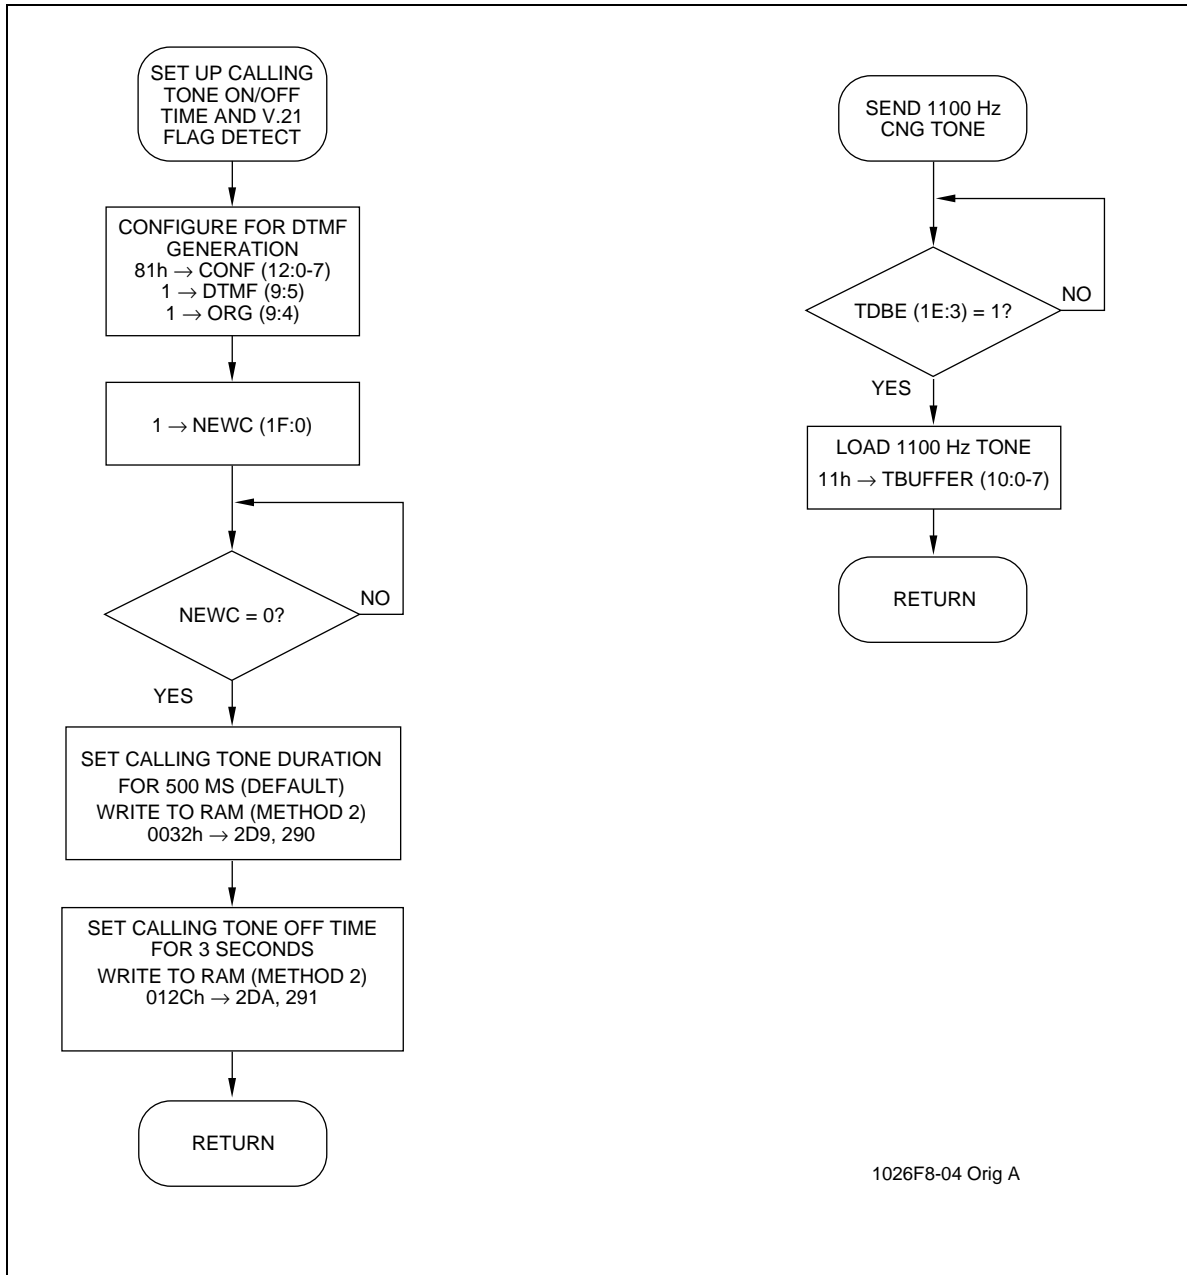 SET UP CALLING
TONE ON/OFF
TIME AND V.21
FLAG DETECT
CONFIGURE FOR DTMF
GENERATION
81h → CONF (12:0-7)
1 → DTMF (9:5)
1 → ORG (9:4)
1 → NEWC (1F:0)
NEWC = 0?
NO
YES
SET CALLING TONE DURATION
FOR 500 MS (DEFAULT)
WRITE TO RAM (METHOD 2)
0032h → 2D9, 290
SET CALLING TONE OFF TIME
FOR 3 SECONDS
WRITE TO RAM (METHOD 2)
012Ch → 2DA, 291
RETURN
SEND 1100 Hz
CNG TONE
TDBE (1E:3) = 1?
NO
YES
LOAD 1100 Hz TONE
11h → TBUFFER (10:0-7)
RETURN
1026F8-04 Orig A